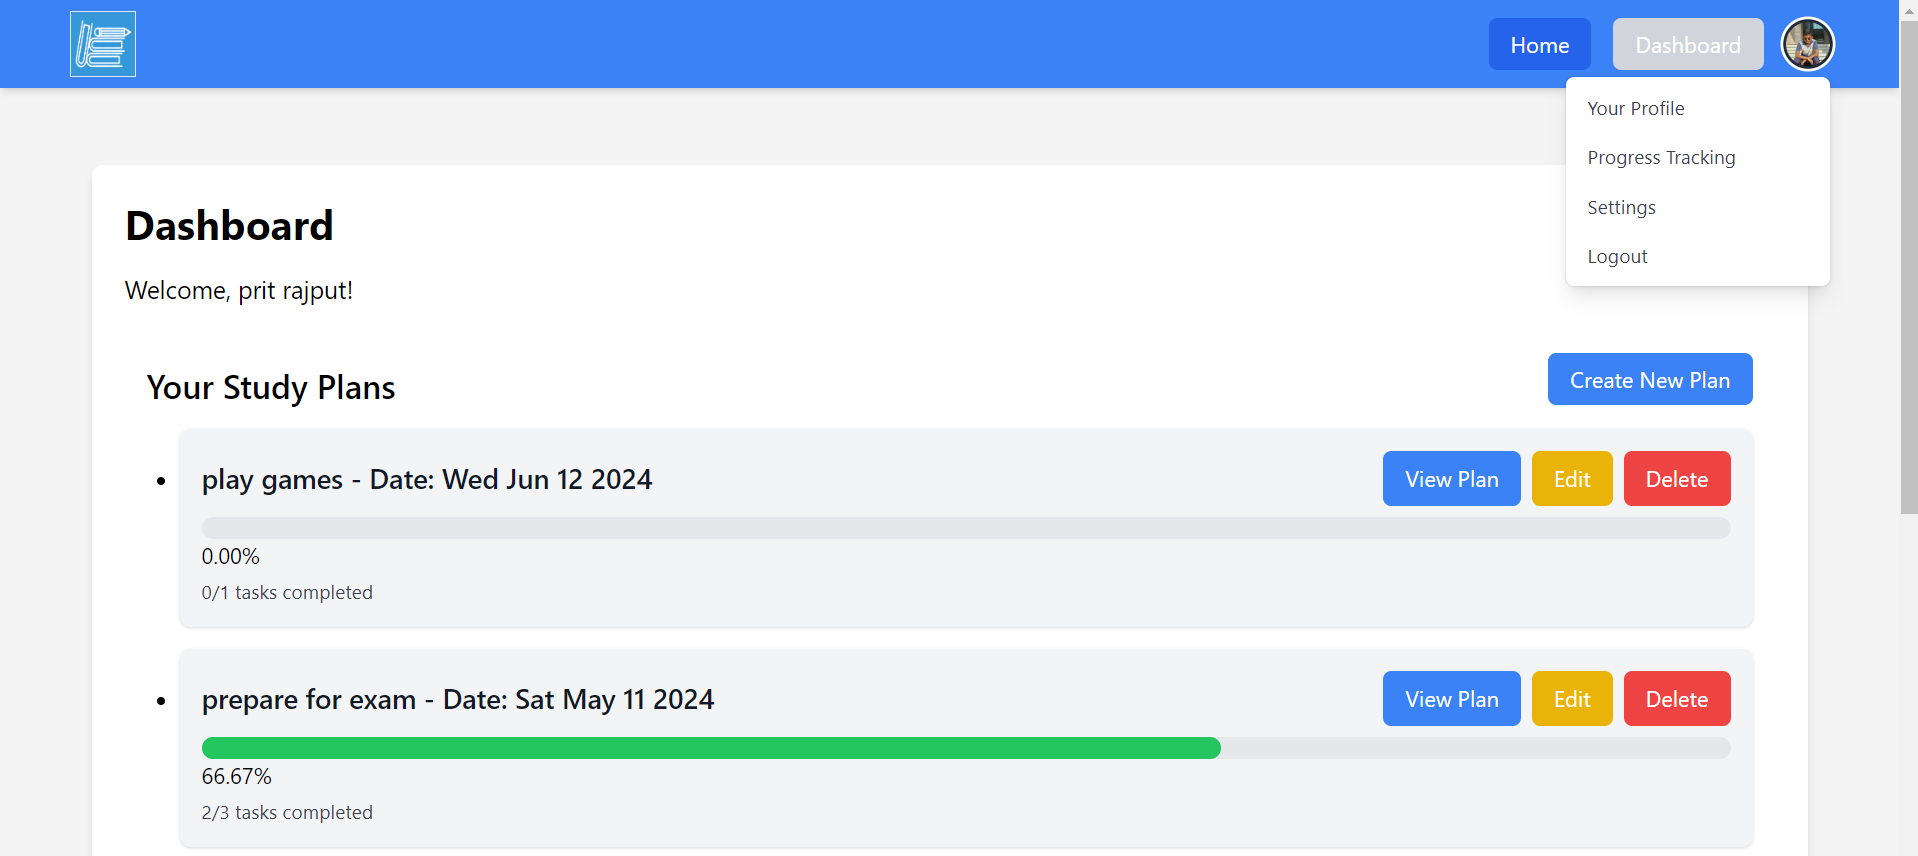 Home
Dashboard
Your Profile
Progress Tracking
Settings
Logout
Dashboard
Welcome, prit rajput!
Your Study Plans
Create New Plan
play games - Date: Wed Jun 12 2024
View Plan
Edit
Delete
0.00%
0/1 tasks completed
prepare for exam - Date: Sat May 11 2024
View Plan
Edit
Delete
66.67%
2/3 tasks completed